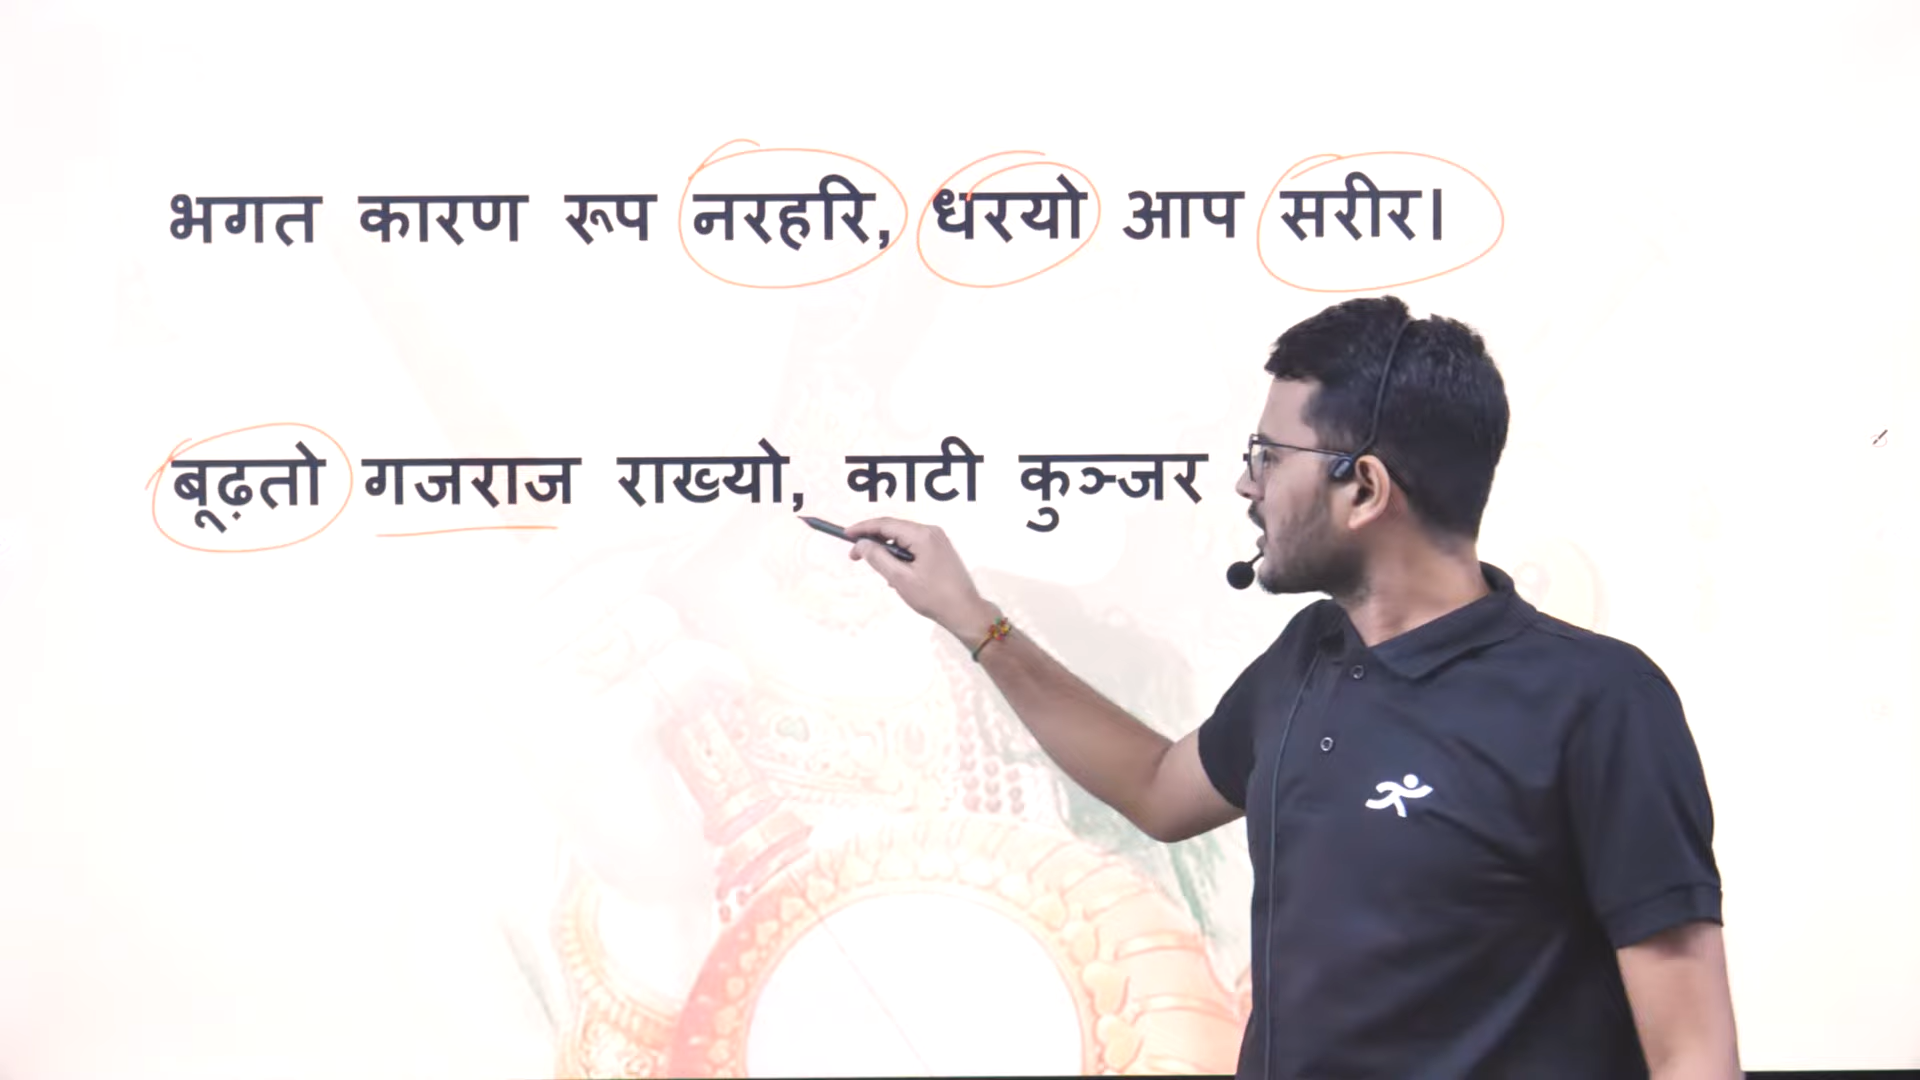 भगत कारण रूप नरहरि, धरयो आप सरीर।
बूढ़तो गजराज राख्यो, काटी कुञ्जर